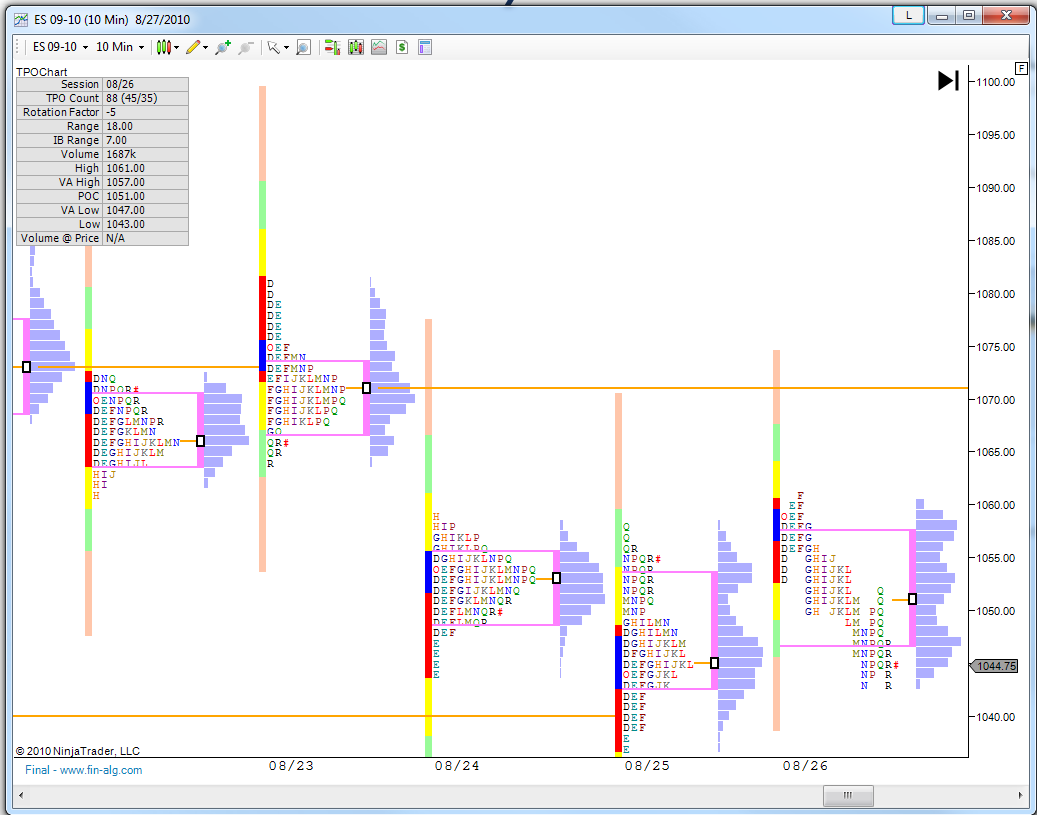 ES 09-10 (10 Min) 8/27/2010
L
ES 09-10 10 Min
$
TPOChart
Session 08/26
TPO Count 88 (45/35)
Rotation Factor -5
Range 18.00
IB Range 7.00
Volume 1687k
High 1061.00
VA High 1057.00
POC 1051.00
VA Low 1047.00
Low 1043.00
Volume @ Price N/A
F
1100.00
1095.00
1090.00
1085.00
1080.00
1075.00
1070.00
1065.00
1060.00
1055.00
1050.00
1044.75
1040.00
DNQ
DNPQR#
OENPQR
DEFNPQR
DEFGLMNPR
DEFGKLMN
DEFGHIJKLMN
DEGHIJKLM
DEGHIJL
HIJ
HI
H
D
D
DE
DE
DE
DE
OEF
DEFMN
DEFMNP
EFIJKLMNP
FGHIJKLMNP
FGHIJKLMPQ
FGHIJKLPQ
FGHIKLPQ
GQ
QR#
QR
R
H
HIP
GHIKLP
GHIKLPQ
DGHIJKLNPQ
OEFGHIJKLMNPQ
DEFGHIJKLMNPQ
DEFGIJKLMNQ
DEFGKLMNQR
DEFLMNQR#
DEFLMQR
DEF
E
E
E
E
Q
Q
QR
NPQR#
NPQR
NPQR
NPQR
MNPQ
MNP
GHILMN
DGHILMN
DGHIJKLM
DFGHIJKL
DEFGHIJKL
OEFGJKL
DEF
DEF
DEF
DEF
E
E
F
EF
OEF
DEFG
DEFG
DEFGH
D GHIJ
D GHIJKL
D GHIJKL
GHIJKL Q
GHIJKLM Q
GH IJKLM PQ
LM PQ
MNPQ
MNPQR
MNPQR
NPQR#
NP R
N R
© 2010 NinjaTrader, LLC
Final - www.fin-alg.com
08/23
08/24
08/25
08/26